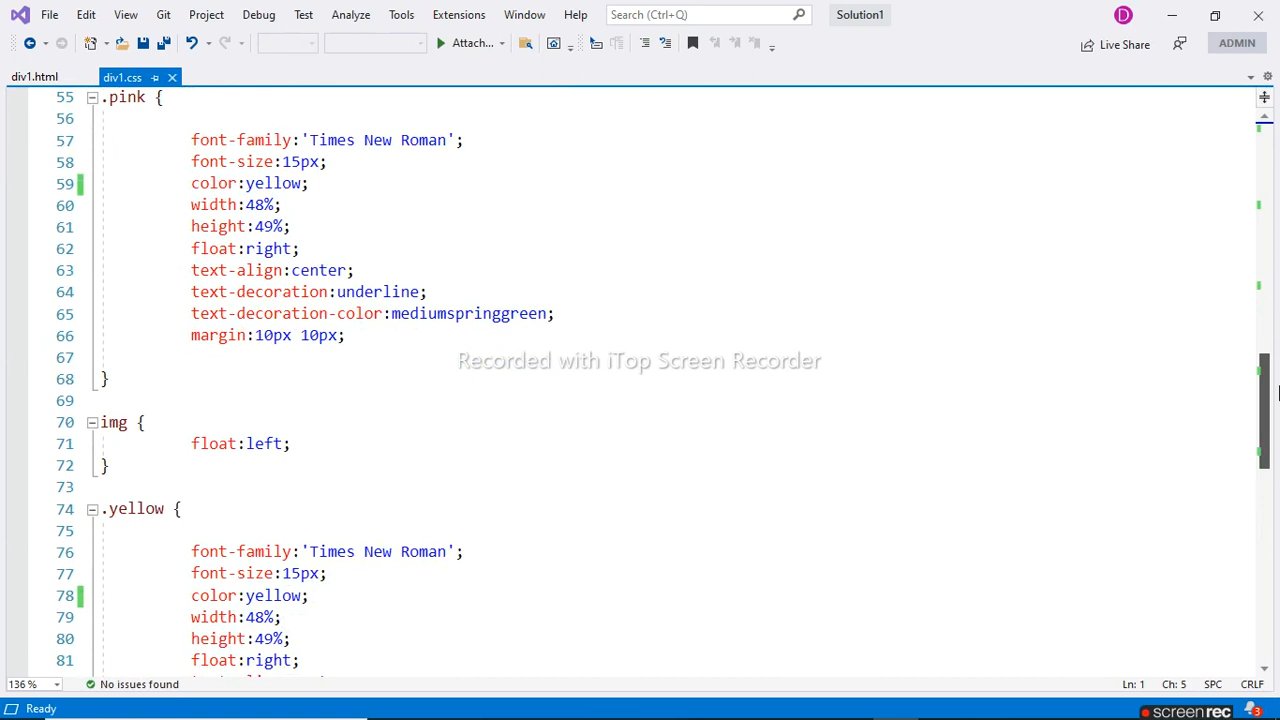 File Edit View Git Project Debug Test Analyze Tools Extensions Window Help Search (Ctrl+Q) Solution1 D
Attach... Live Share ADMIN
div1.html div1.css
55 .pink {
56
57 font-family:'Times New Roman';
58 font-size:15px;
59 color:yellow;
60 width:48%;
61 height:49%;
62 float:right;
63 text-align:center;
64 text-decoration:underline;
65 text-decoration-color:mediumspringgreen;
66 margin:10px 10px;
67
Recorded with iTop Screen Recorder
68 }
69
70 img {
71 float:left;
72 }
73
74 .yellow {
75
76 font-family:'Times New Roman';
77 font-size:15px;
78 color:yellow;
79 width:48%;
80 height:49%;
81 float:right;
136 % No issues found Ln: 1 Ch: 5 SPC CRLF
Ready screenrec 3